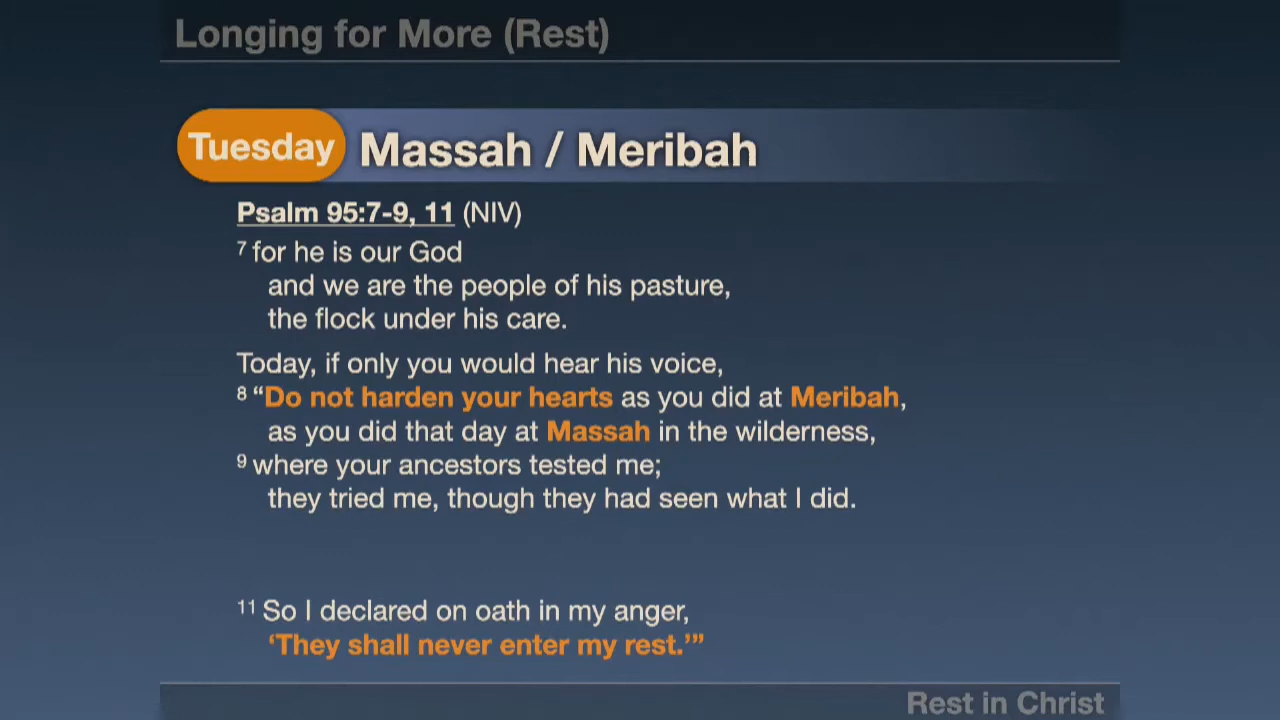 Longing for More (Rest)
Tuesday Massah / Meribah
Psalm 95:7-9, 11 (NIV)
7 for he is our God
and we are the people of his pasture,
the flock under his care.
Today, if only you would hear his voice,
8 “Do not harden your hearts as you did at Meribah,
as you did that day at Massah in the wilderness,
9 where your ancestors tested me;
they tried me, though they had seen what I did.
11 So I declared on oath in my anger,
‘They shall never enter my rest.’”
Rest in Christ